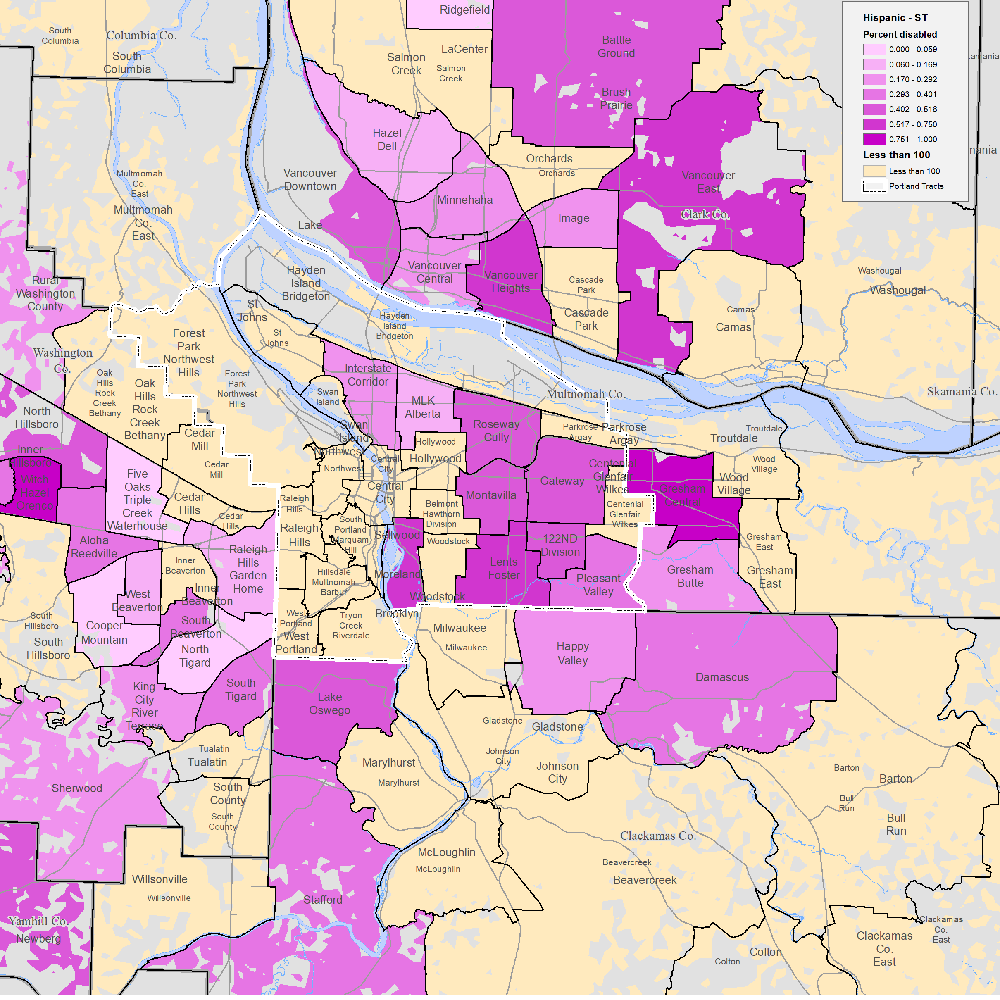 Hispanic - ST
Percent disabled
0.000 - 0.059
0.060 - 0.169
0.170 - 0.292
0.293 - 0.401
0.402 - 0.516
0.517 - 0.750
0.751 - 1.000
Less than 100
Less than 100
Portland Tracts
Ridgefield
South
Columbia
Columbia Co.
South
Columbia
Salmon
Creek
LaCenter
Salmon
Creek
Battle
Ground
Brush
Prairie
Hazel
Dell
Orchards
Orchards
Vancouver
East
Clark Co.
Multmomah
Co.
East
Multmomah
Co.
East
Vancouver
Downtown
Lake
Minnehaha
Image
Vancouver
Central
Vancouver
Heights
Cascade
Park
Cascade
Park
Camas
Camas
Washougal
Washougal
Skamania Co.
Rural
Washington
County
Hayden
Island
Bridgeton
Hayden
Island
Bridgeton
St
Johns
St
Johns
Forest
Park
Northwest
Hills
Forest
Park
Northwest
Hills
Washington
Co.
Oak
Hills
Rock
Creek
Bethany
Oak
Hills
Rock
Creek
Bethany
Interstate
Corridor
Swan
Island
Swan
Island
MLK
Alberta
Multnomah Co.
North
Hillsboro
Cedar
Mill
Cedar
Mill
Roseway
Cully
Parkrose
Argay
Parkrose
Argay
Troutdale
Troutdale
Inner
Hillsboro
Witch
Hazel
Orenco
Northwest
Northwest
Central
City
Central
City
Hollywood
Hollywood
Five
Oaks
Triple
Creek
Waterhouse
Cedar
Hills
Cedar
Hills
Raleigh
Hills
Raleigh
Hills
South
Portland
Marquam
Hill
Belmont
Hawthorn
Division
Montavilla
Gateway
Centenial
Glenfair
Wilkes
Centenial
Glenfair
Wilkes
Gresham
Central
Wood
Village
Wood
Village
Aloha
Reedville
Inner
Beaverton
Inner
Beaverton
Raleigh
Hills
Garden
Home
Sellwood
Moreland
Brooklyn
Woodstock
Woodstock
122ND
Division
Lents
Foster
Pleasant
Valley
Gresham
Butte
Gresham
East
Gresham
East
Hillsdale
Multnomah
Barbur
West
Beaverton
South
Beaverton
Cooper
Mountain
South
Hillsboro
South
Hillsboro
North
Tigard
West
Portland
West
Portland
Tryon
Creek
Riverdale
Milwaukee
Milwaukee
Happy
Valley
Damascus
King
City
River
Terrace
South
Tigard
Lake
Oswego
Gladstone
Gladstone
Tualatin
Tualatin
Marylhurst
Marylhurst
Johnson
City
Johnson
City
Barton
Barton
Sherwood
South
County
South
County
Bull
Run
Bull
Run
Clackamas Co.
McLoughlin
McLoughlin
Beavercreek
Beavercreek
Willsonville
Willsonville
Stafford
Yamhill Co.
Newberg
Colton
Colton
Clackamas
Co.
East
Clackamas
Co.
East